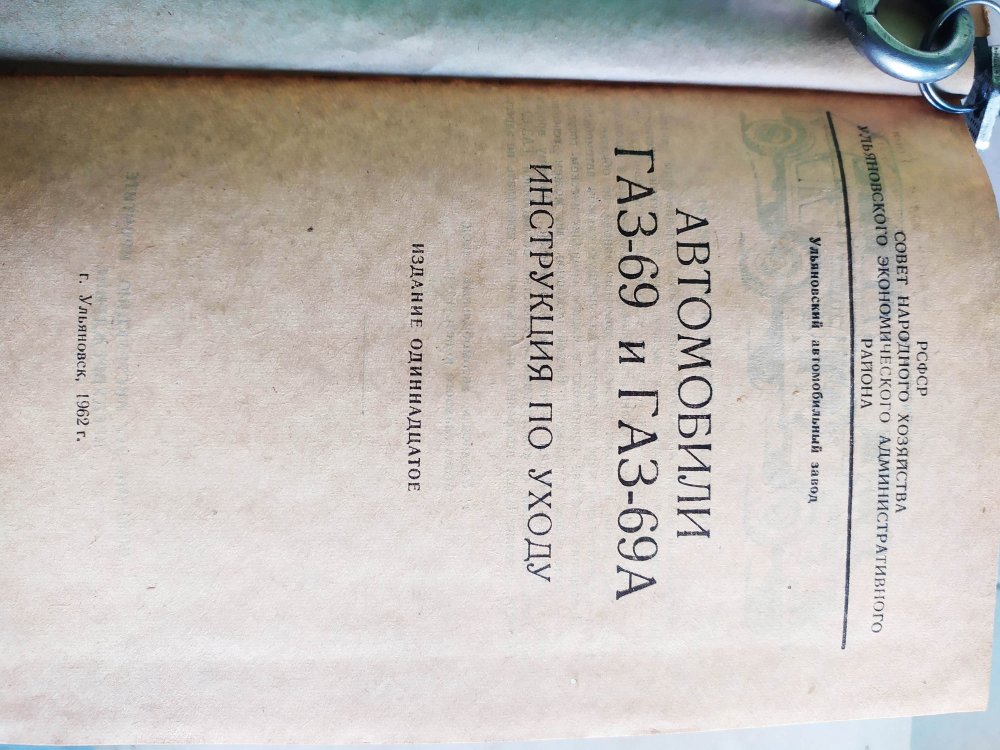 РСФСР
СОВЕТ НАРОДНОГО ХОЗЯЙСТВА
УЛЬЯНОВСКОГО ЭКОНОМИЧЕСКОГО АДМИНИСТРАТИВНОГО
РАЙОНА
Ульяновский автомобильный завод
АВТОМОБИЛИ
ГАЗ-69 и ГАЗ-69А
ИНСТРУКЦИЯ ПО УХОДУ
ИЗДАНИЕ ОДИННАДЦАТОЕ
г. Ульяновск, 1962 г.